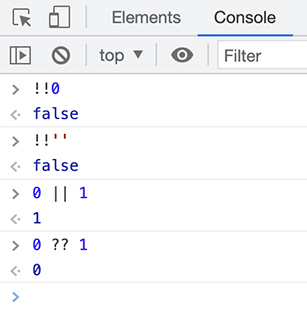 Elements Console
top Filter
!!0
false
!!''
false
0 || 1
1
0 ?? 1
0